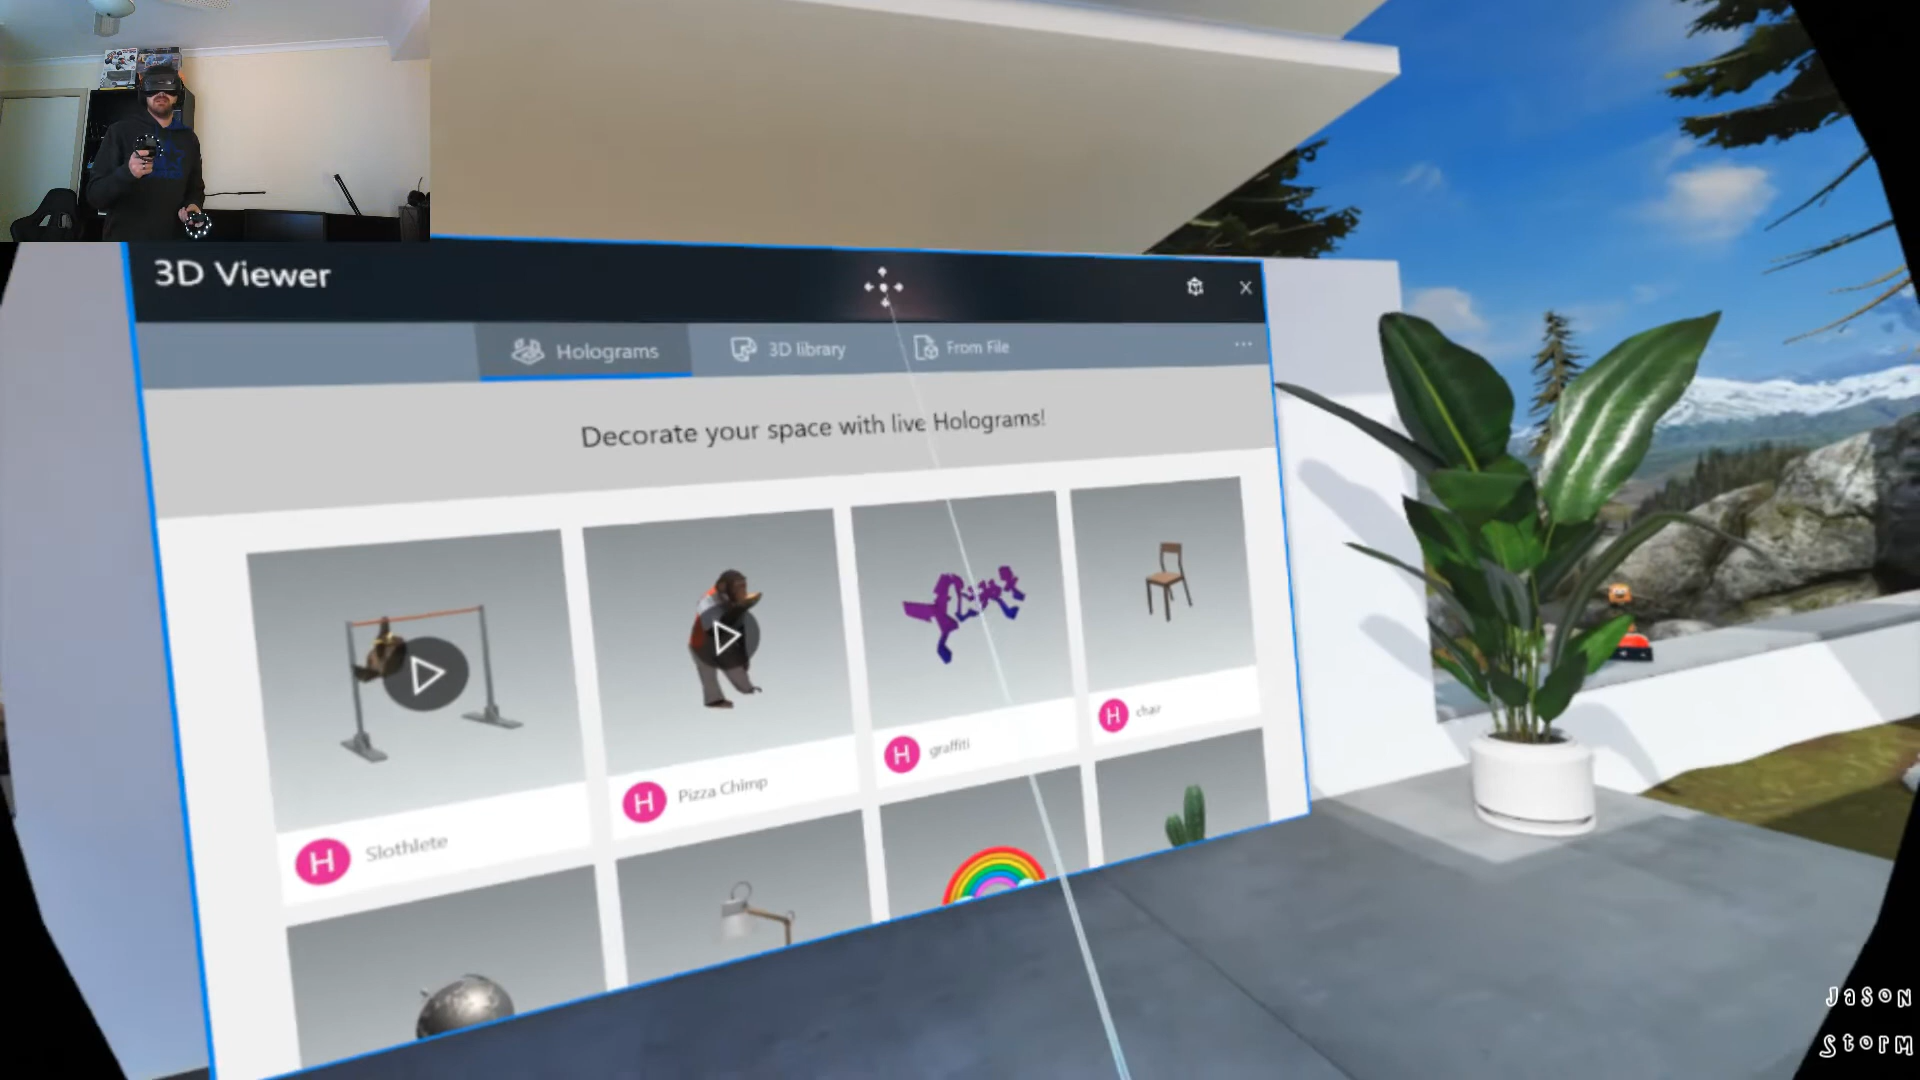 3D Viewer
Holograms
3D library
From File
Decorate your space with live Holograms!
H Slothlete
H Pizza Chimp
H graffiti
H chair
Jason
Storm